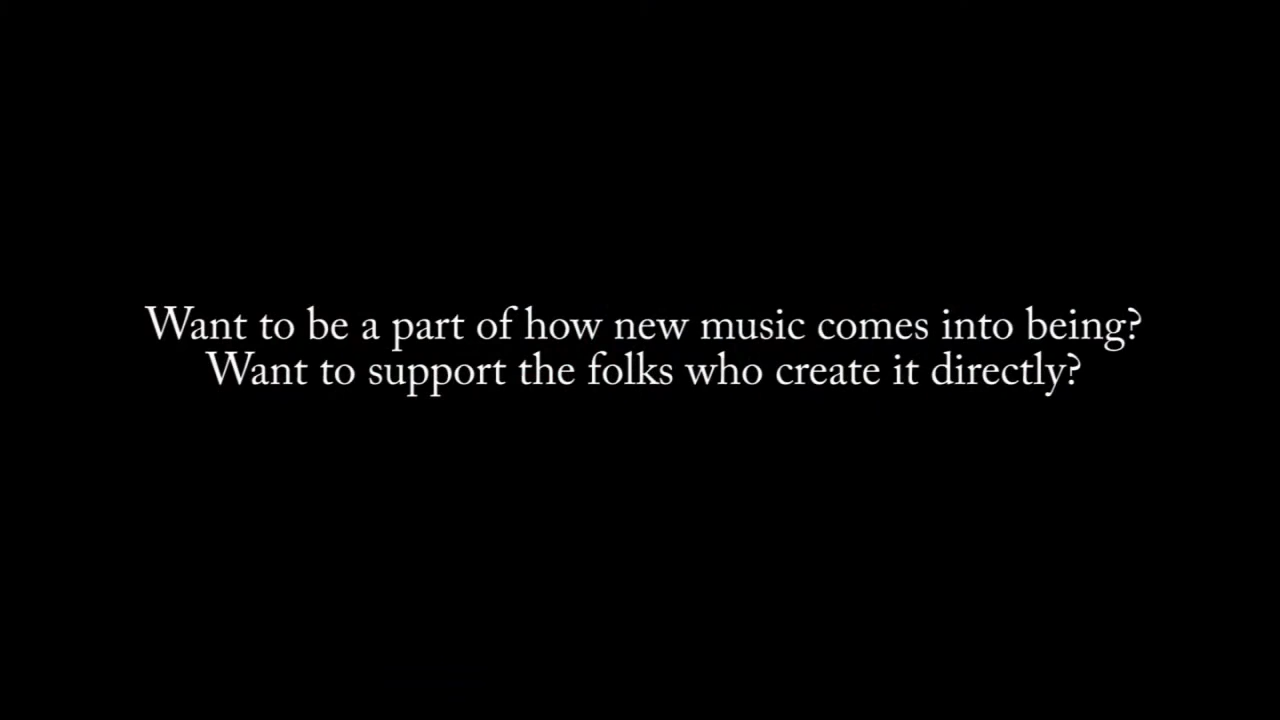 Want to be a part of how new music comes into being?
Want to support the folks who create it directly?